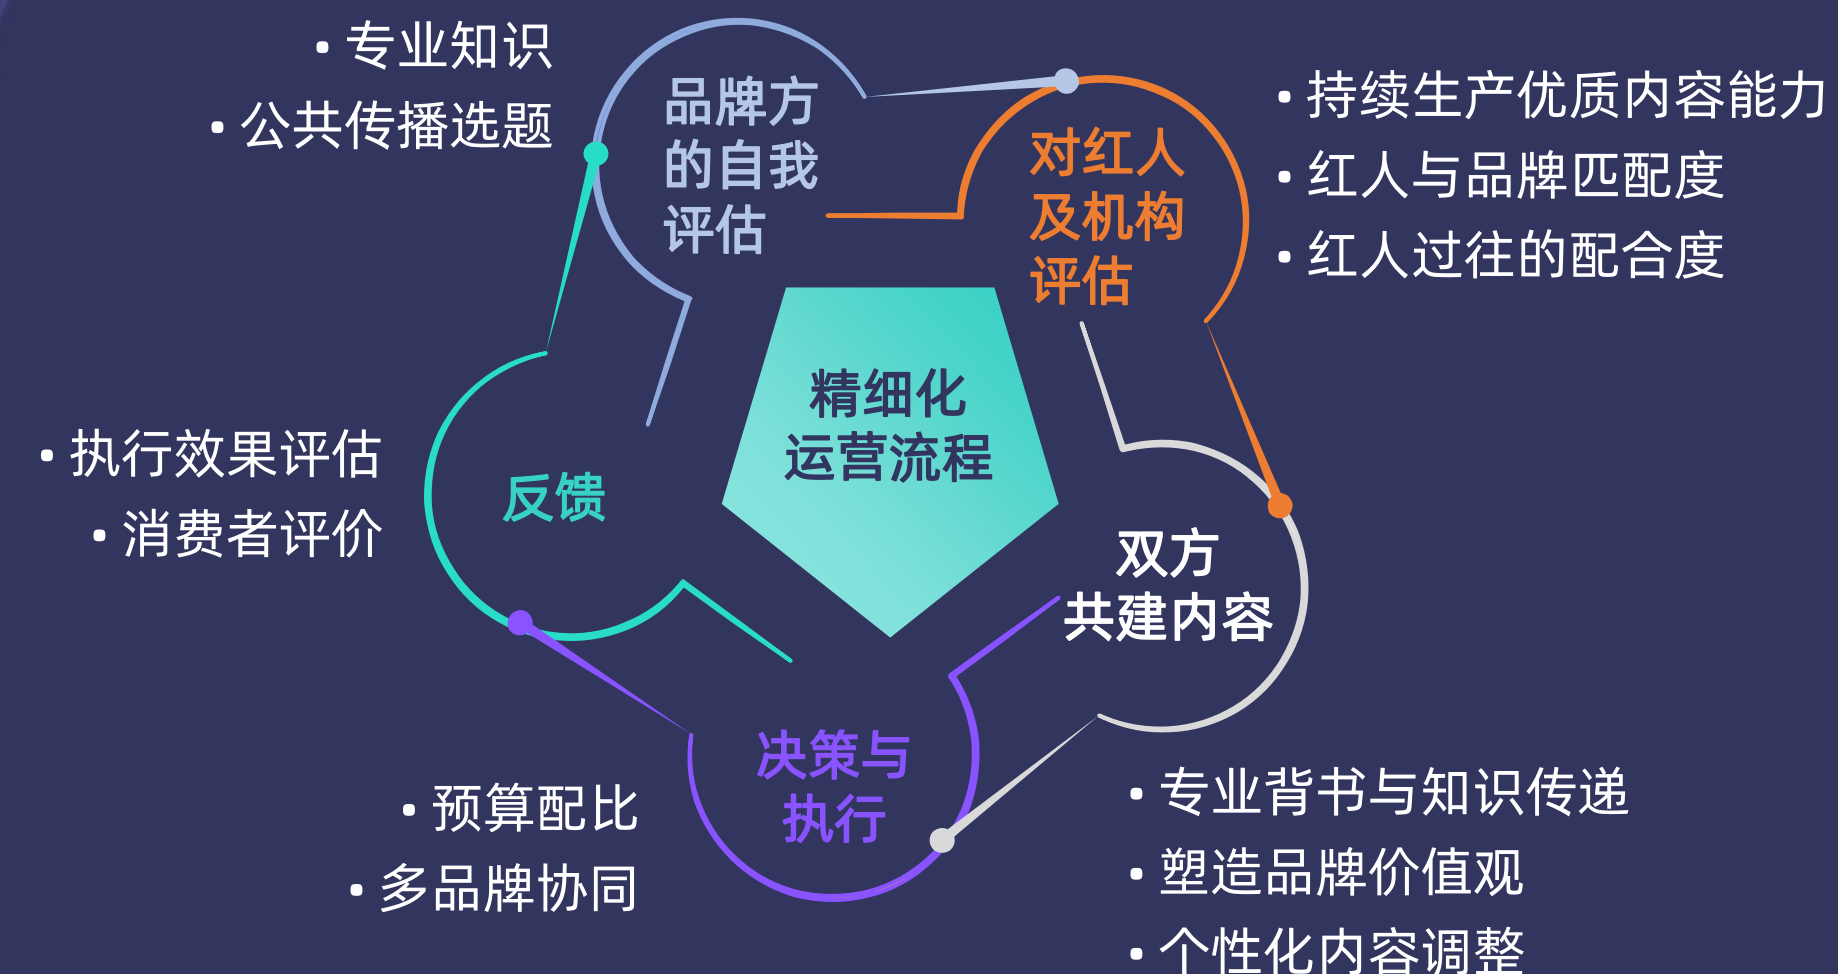 • 专业知识
• 公共传播选题
品牌方
的自我
评估
对红人
及机构
评估
• 持续生产优质内容能力
• 红人与品牌匹配度
• 红人过往的配合度
精细化
运营流程
• 执行效果评估
• 消费者评价
反馈
双方
共建内容
决策与
执行
• 预算配比
• 多品牌协同
• 专业背书与知识传递
• 塑造品牌价值观
• 个性化内容调整